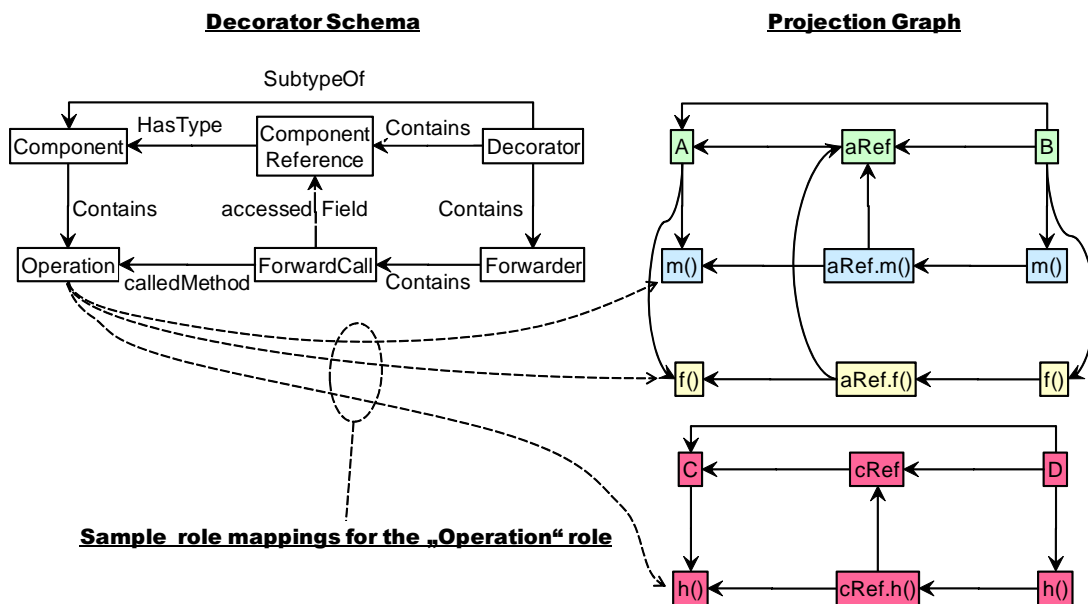 Decorator Schema
Projection Graph
SubtypeOf
HasType
Component
Reference
Contains
Component
Decorator
A
aRef
B
Contains
accessed Field
Contains
Operation
calledMethod
ForwardCall
Contains
Forwarder
m()
aRef.m()
m()
f()
aRef.f()
f()
C
cRef
D
Sample role mappings for the „Operation“ role
h()
cRef.h()
h()